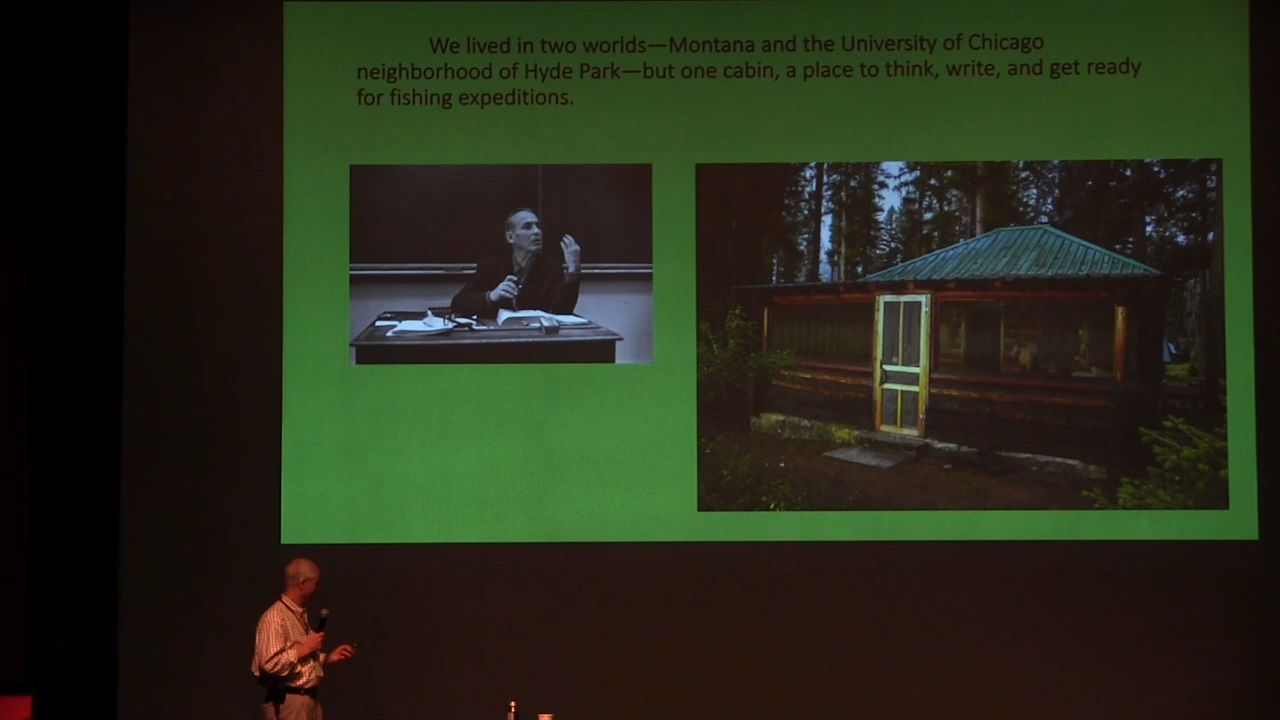 We lived in two worlds—Montana and the University of Chicago
neighborhood of Hyde Park—but one cabin, a place to think, write, and get ready
for fishing expeditions.